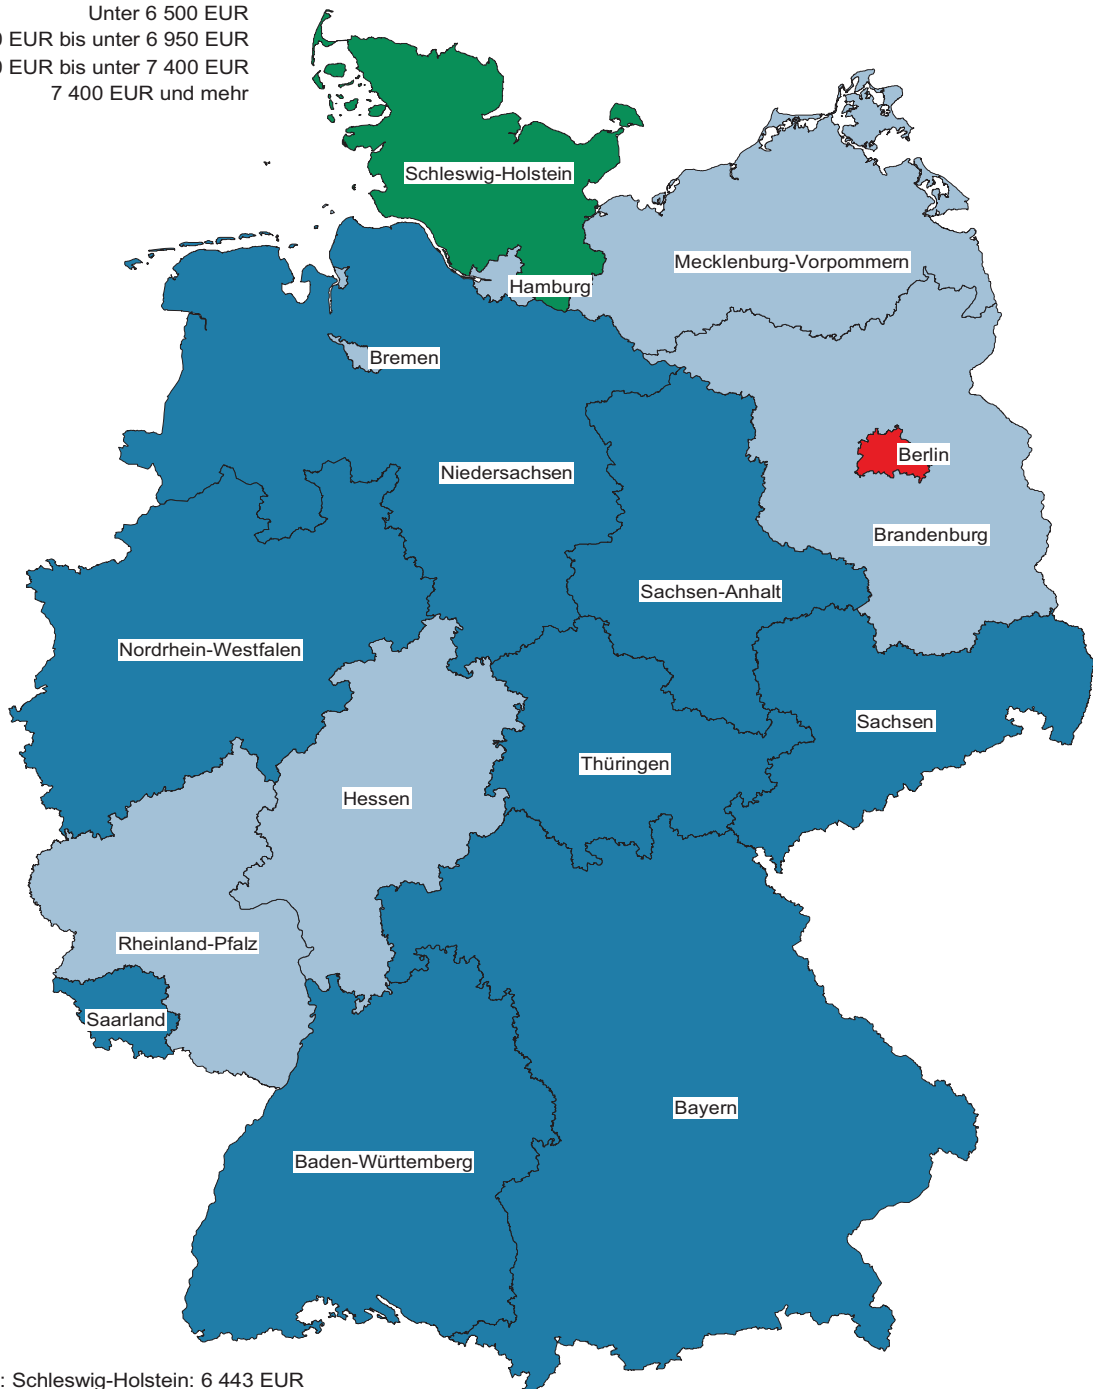 Unter 6 500 EUR
EUR bis unter 6 950 EUR
EUR bis unter 7 400 EUR
7 400 EUR und mehr
Schleswig-Holstein
Mecklenburg-Vorpommern
Hamburg
Bremen
Berlin
Niedersachsen
Brandenburg
Sachsen-Anhalt
Nordrhein-Westfalen
Sachsen
Thüringen
Hessen
Rheinland-Pfalz
Saarland
Bayern
Baden-Württemberg
: Schleswig-Holstein: 6 443 EUR